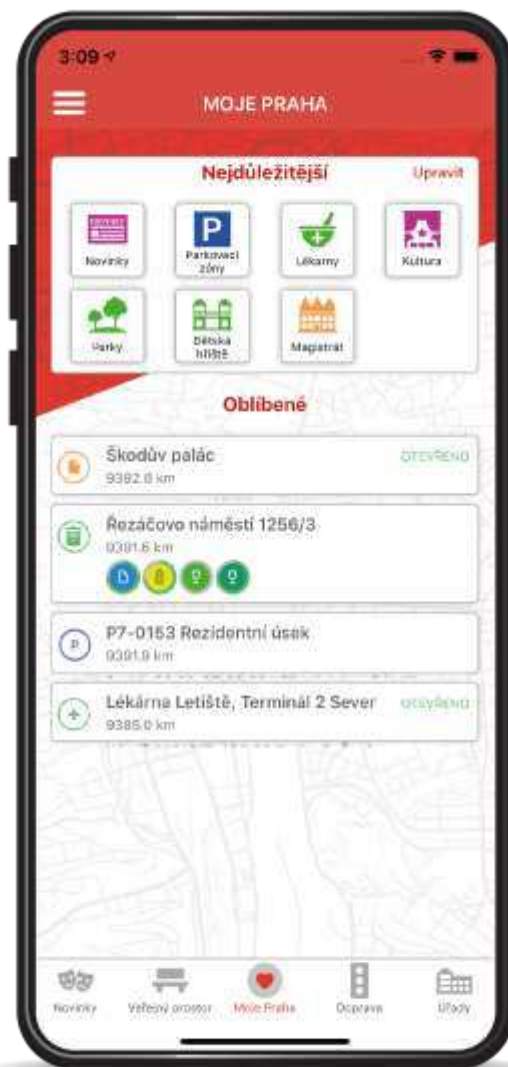 3:09
MOJE PRAHA
Nejdůležitější
Upravit
Novinky
Parkovací
zóny
Lékárny
Kultura
Parky
Dětská
hřiště
Magistrát
Oblíbené
Škodův palác
OTEVŘENO
9392.6 km
Řezáčovo náměstí 1256/3
9391.6 km
P7-0153 Rezidentní úsek
9391.9 km
Lékárna Letiště, Terminál 2 Sever
OTEVŘENO
9385.0 km
Novinky
Veřejný prostor
Moje Praha
Doprava
Úřady